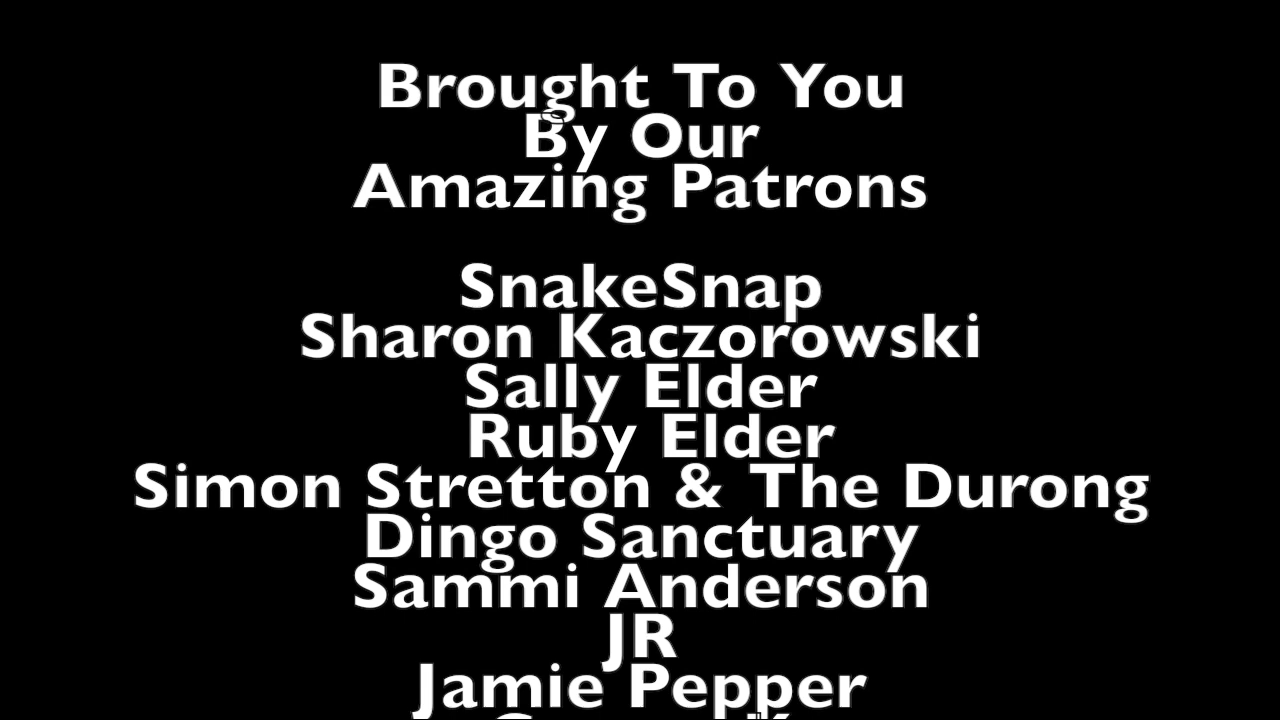 Brought To You
By Our
Amazing Patrons
SnakeSnap
Sharon Kaczorowski
Sally Elder
Ruby Elder
Simon Stretton & The Durong
Dingo Sanctuary
Sammi Anderson
JR
Jamie Pepper